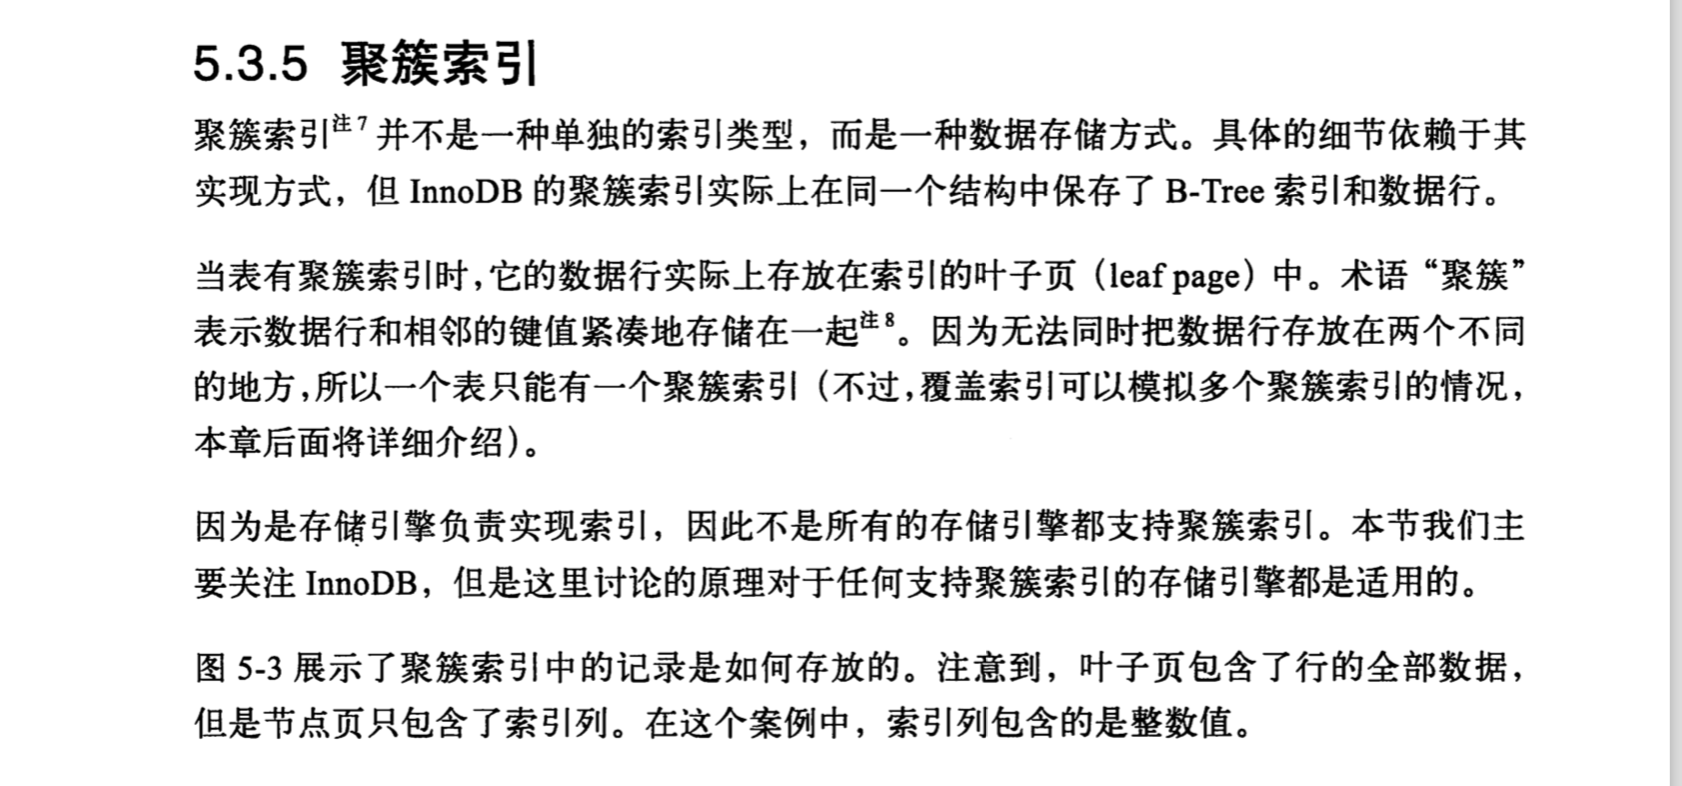 5.3.5 聚簇索引
聚簇索引注7并不是一种单独的索引类型，而是一种数据存储方式。具体的细节依赖于其
实现方式，但 InnoDB 的聚簇索引实际上在同一个结构中保存了 B-Tree 索引和数据行。
当表有聚簇索引时，它的数据行实际上存放在索引的叶子页（leaf page）中。术语“聚簇”
表示数据行和相邻的键值紧凑地存储在一起注8。因为无法同时把数据行存放在两个不同
的地方，所以一个表只能有一个聚簇索引（不过，覆盖索引可以模拟多个聚簇索引的情况，
本章后面将详细介绍）。
因为是存储引擎负责实现索引，因此不是所有的存储引擎都支持聚簇索引。本节我们主
要关注 InnoDB，但是这里讨论的原理对于任何支持聚簇索引的存储引擎都是适用的。
图 5-3 展示了聚簇索引中的记录是如何存放的。注意到，叶子页包含了行的全部数据，
但是节点页只包含了索引列。在这个案例中，索引列包含的是整数值。